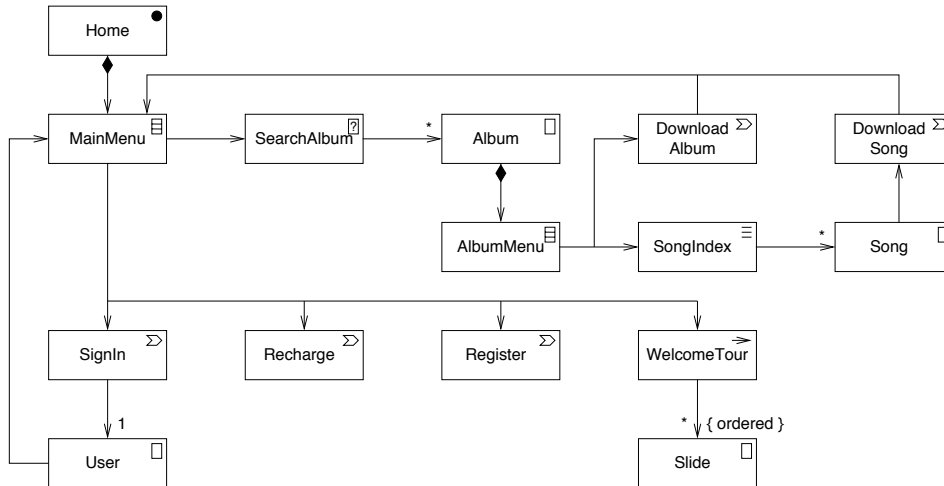 Home
MainMenu
SearchAlbum
?
*
Album
Download
Album
Download
Song
AlbumMenu
SongIndex
*
Song
SignIn
Recharge
Register
WelcomeTour
1
* { ordered }
User
Slide